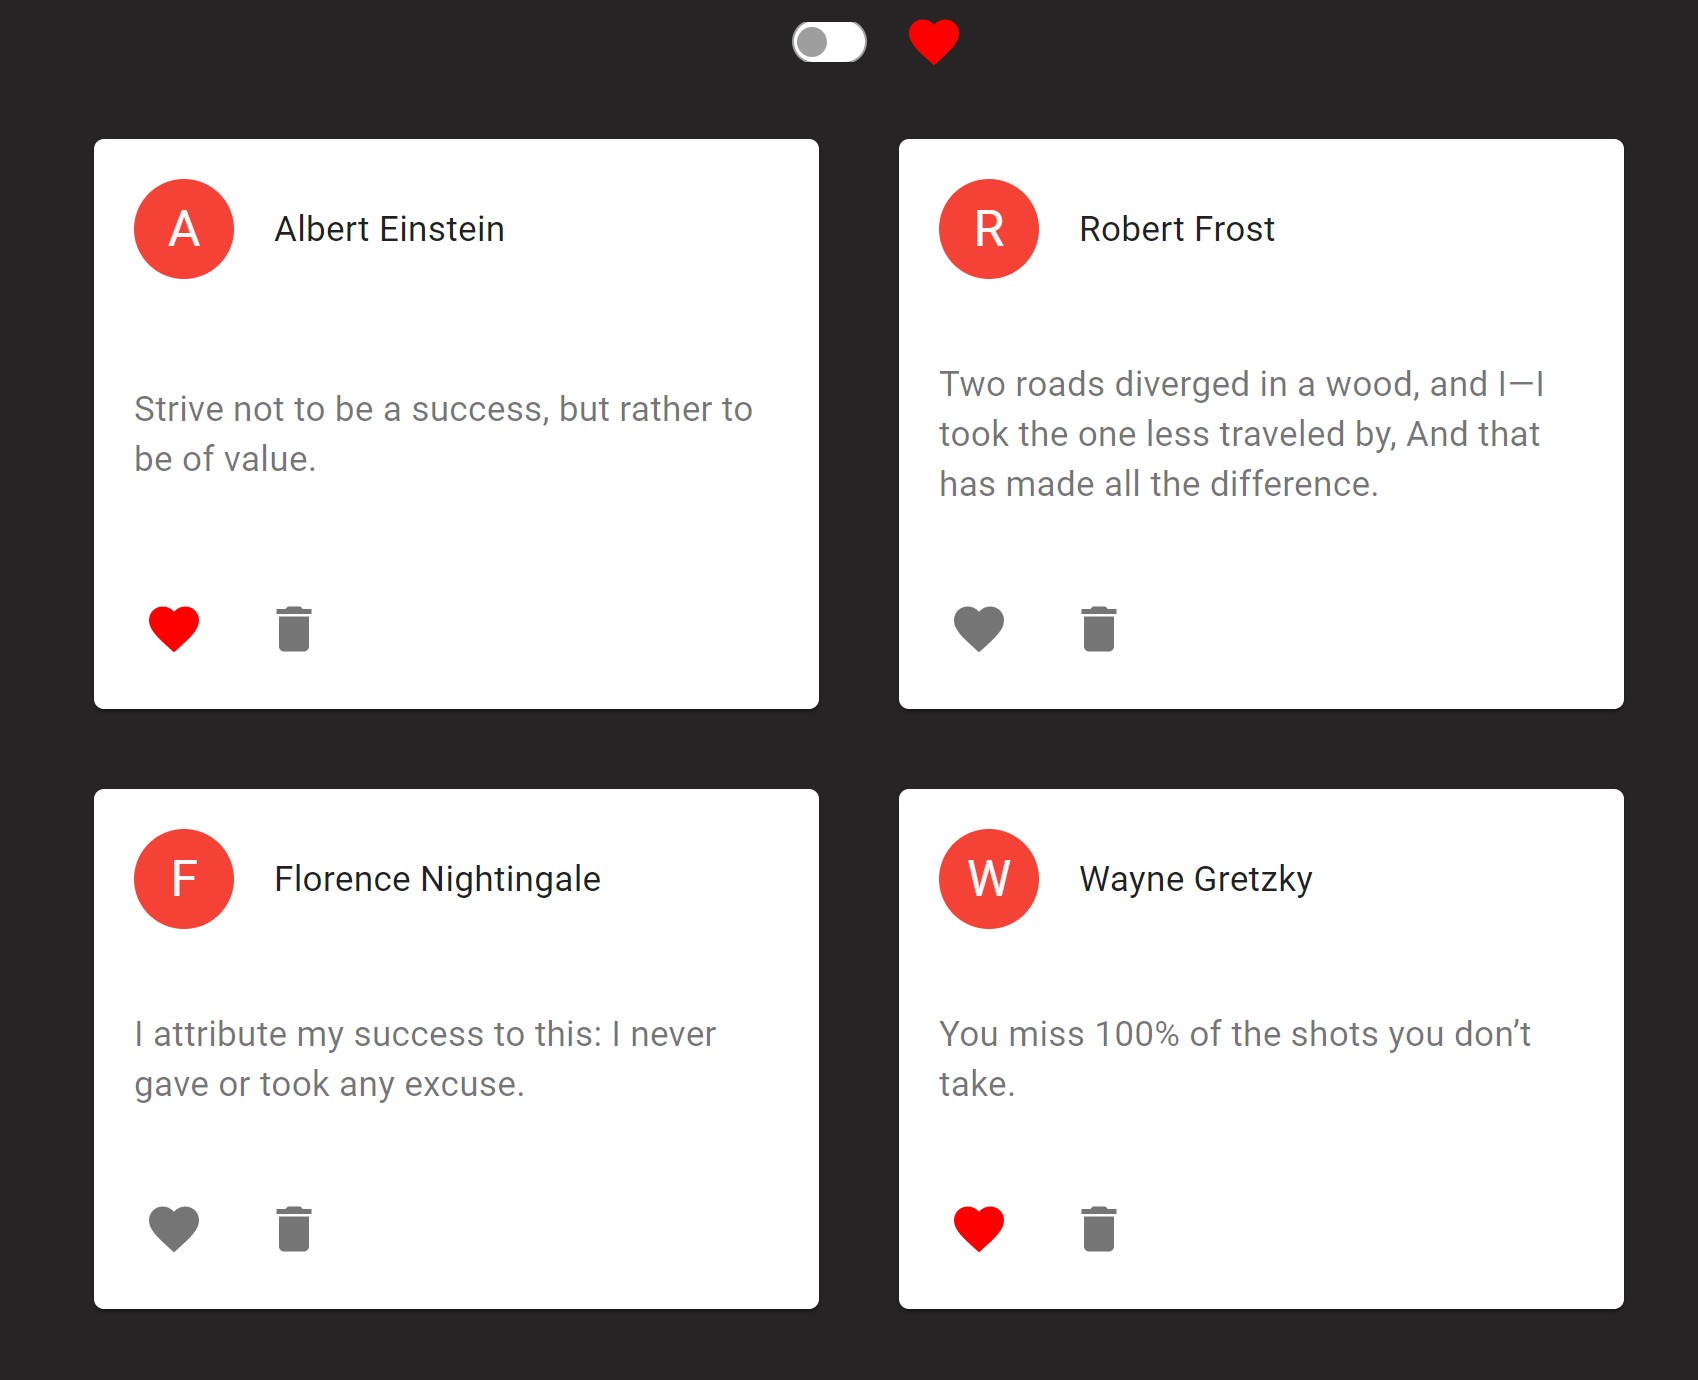 A
Albert Einstein
Strive not to be a success, but rather to
be of value.
R
Robert Frost
Two roads diverged in a wood, and I—I
took the one less traveled by, And that
has made all the difference.
F
Florence Nightingale
I attribute my success to this: I never
gave or took any excuse.
W
Wayne Gretzky
You miss 100% of the shots you don’t
take.